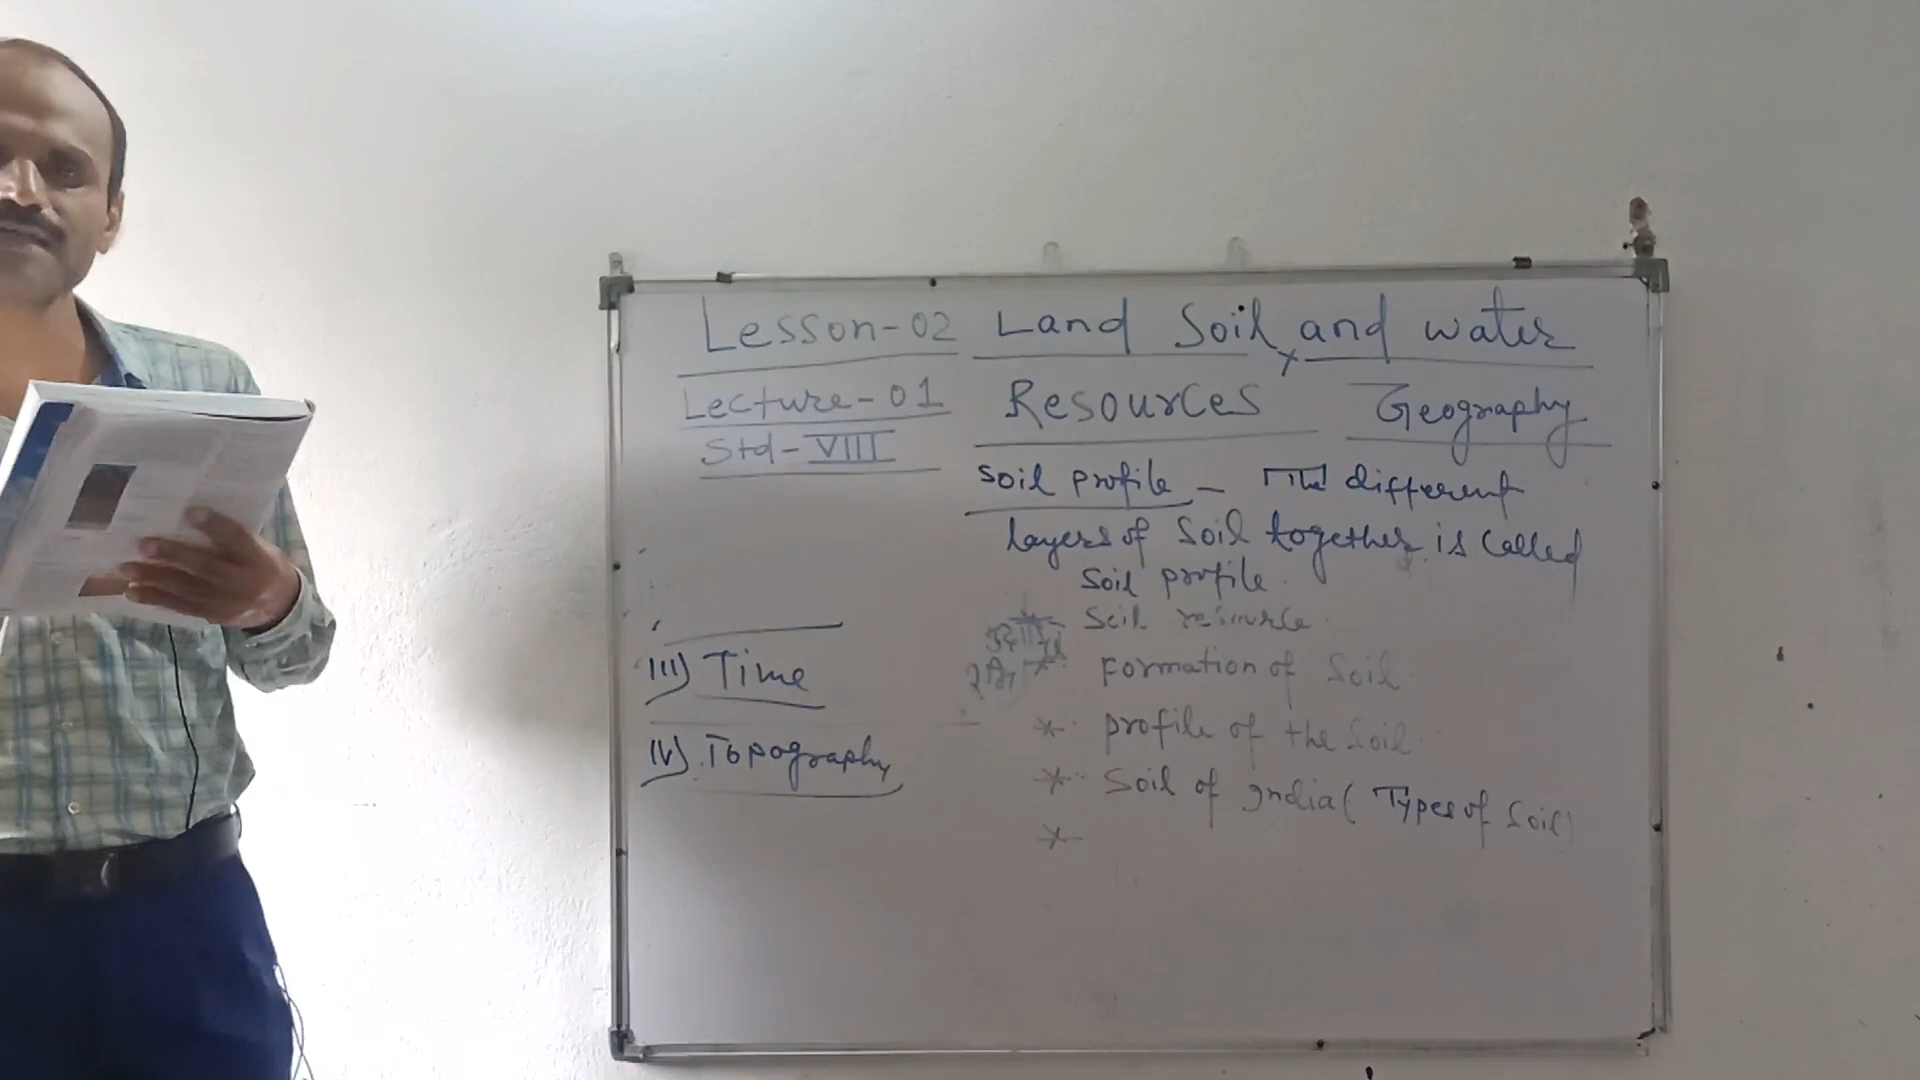 Lesson-02 Land Soil, and water
Lecture-01 Resources Geography
Std-VIII
Soil profile - The different
layers of Soil together is Called
Soil profile.
* Soil resource.
* Formation of Soil.
* profile of the Soil.
* Soil of India (Types of Soil)
*
III) Time
IV) Topography